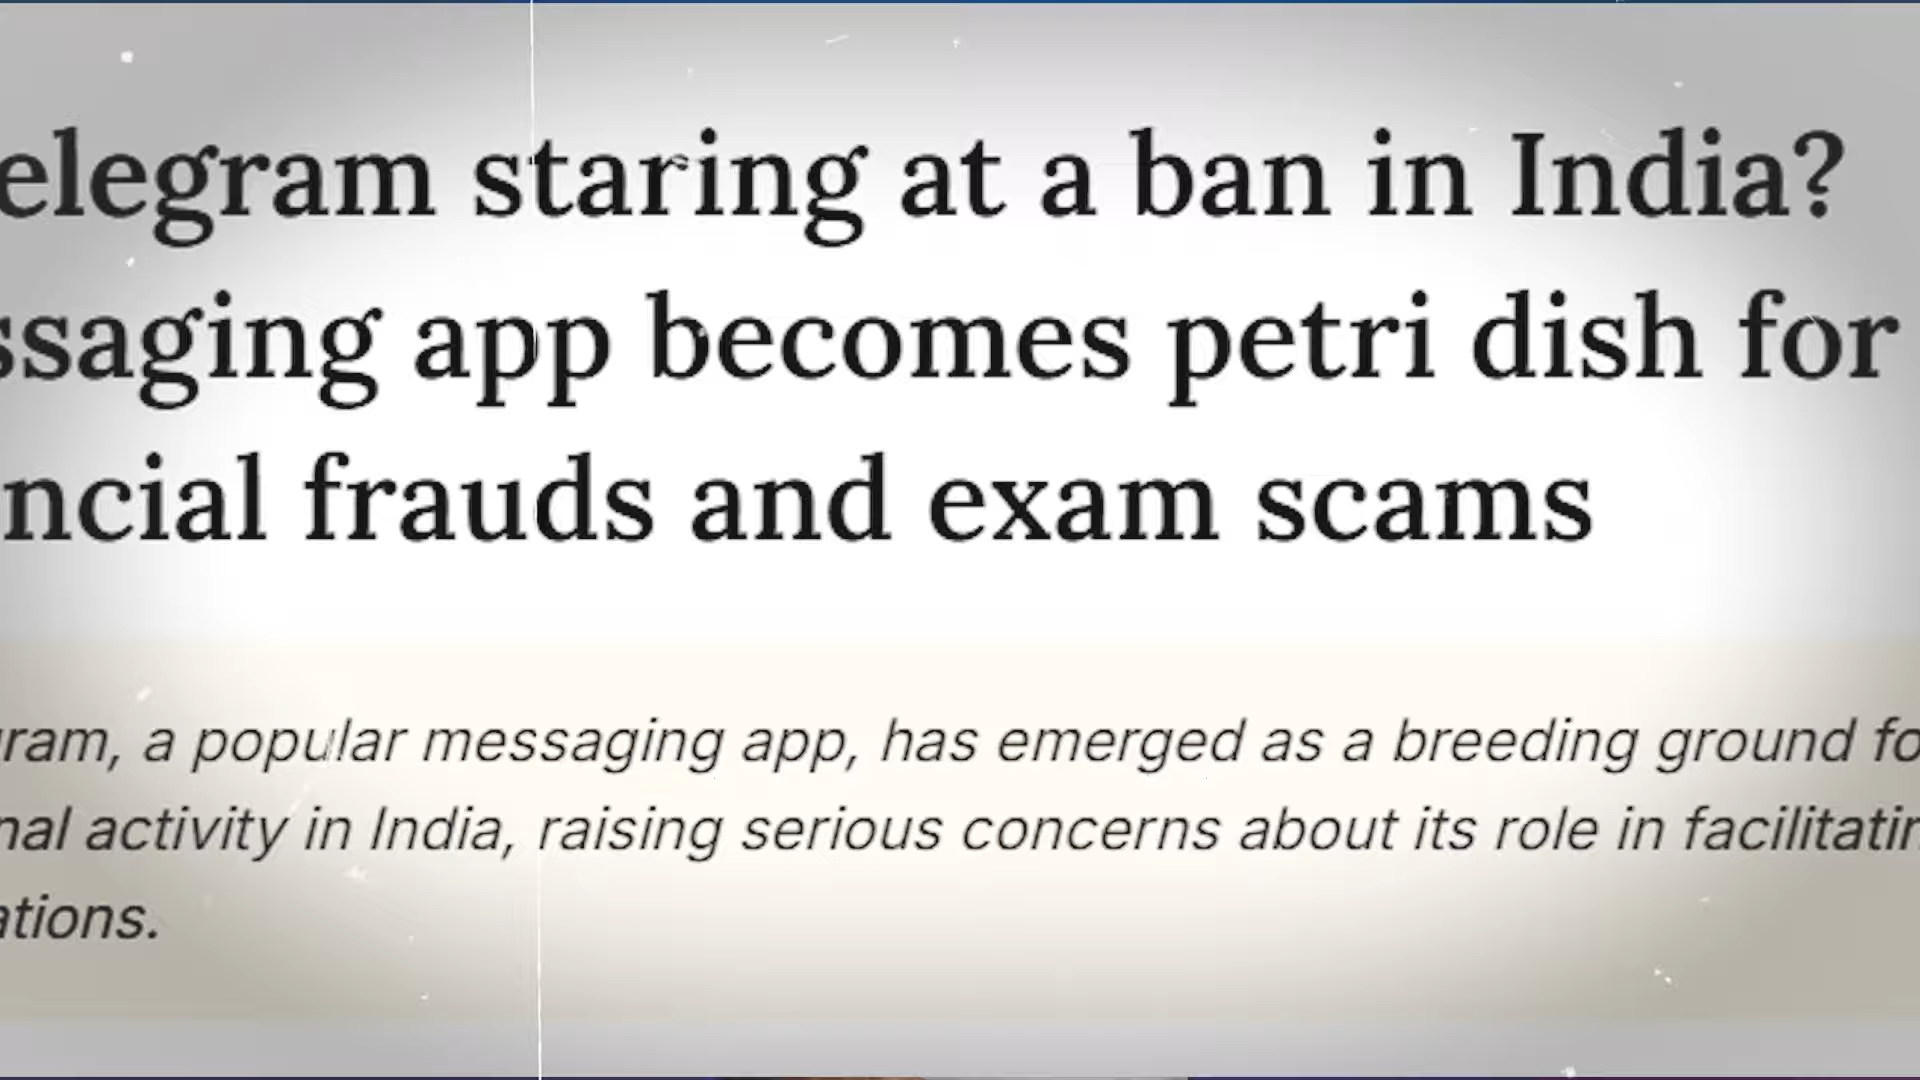 elegram staring at a ban in India?
ssaging app becomes petri dish for
ncial frauds and exam scams
gram, a popular messaging app, has emerged as a breeding ground fo
nal activity in India, raising serious concerns about its role in facilitatin
ations.